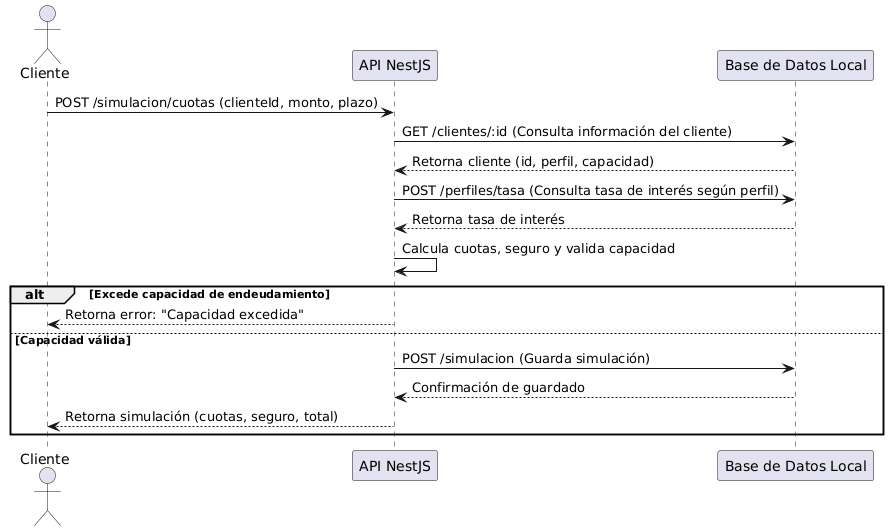 Cliente
API NestJS
Base de Datos Local
POST /simulacion/cuotas (clienteId, monto, plazo)
GET /clientes/:id (Consulta información del cliente)
Retorna cliente (id, perfil, capacidad)
POST /perfiles/tasa (Consulta tasa de interés según perfil)
Retorna tasa de interés
Calcula cuotas, seguro y valida capacidad
alt
[Excede capacidad de endeudamiento]
Retorna error: "Capacidad excedida"
[Capacidad válida]
POST /simulacion (Guarda simulación)
Confirmación de guardado
Retorna simulación (cuotas, seguro, total)
Cliente
API NestJS
Base de Datos Local